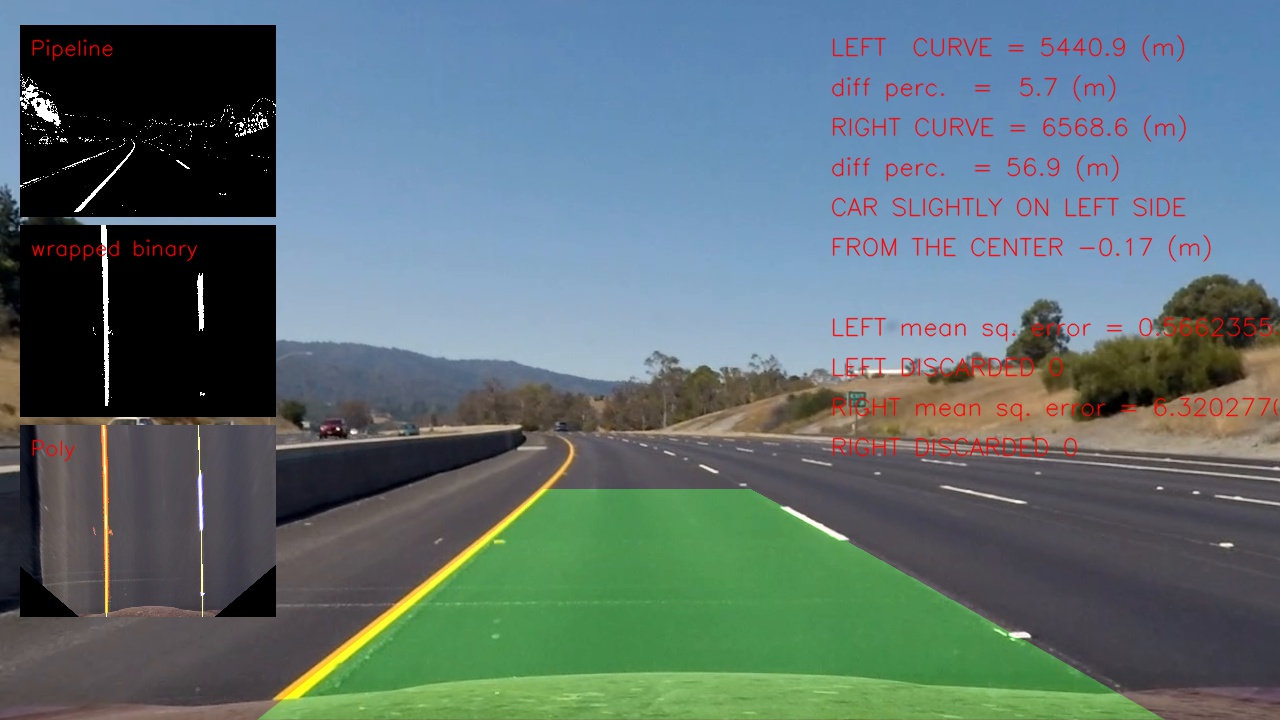 Pipeline
wrapped binary
Poly
LEFT CURVE = 5440.9 (m)
diff perc. = 5.7 (m)
RIGHT CURVE = 6568.6 (m)
diff perc. = 56.9 (m)
CAR SLIGHTLY ON LEFT SIDE
FROM THE CENTER -0.17 (m)
LEFT mean sq. error = 0.5662355
LEFT DISCARDED 0
RIGHT mean sq. error = 6.3202770
RIGHT DISCARDED 0